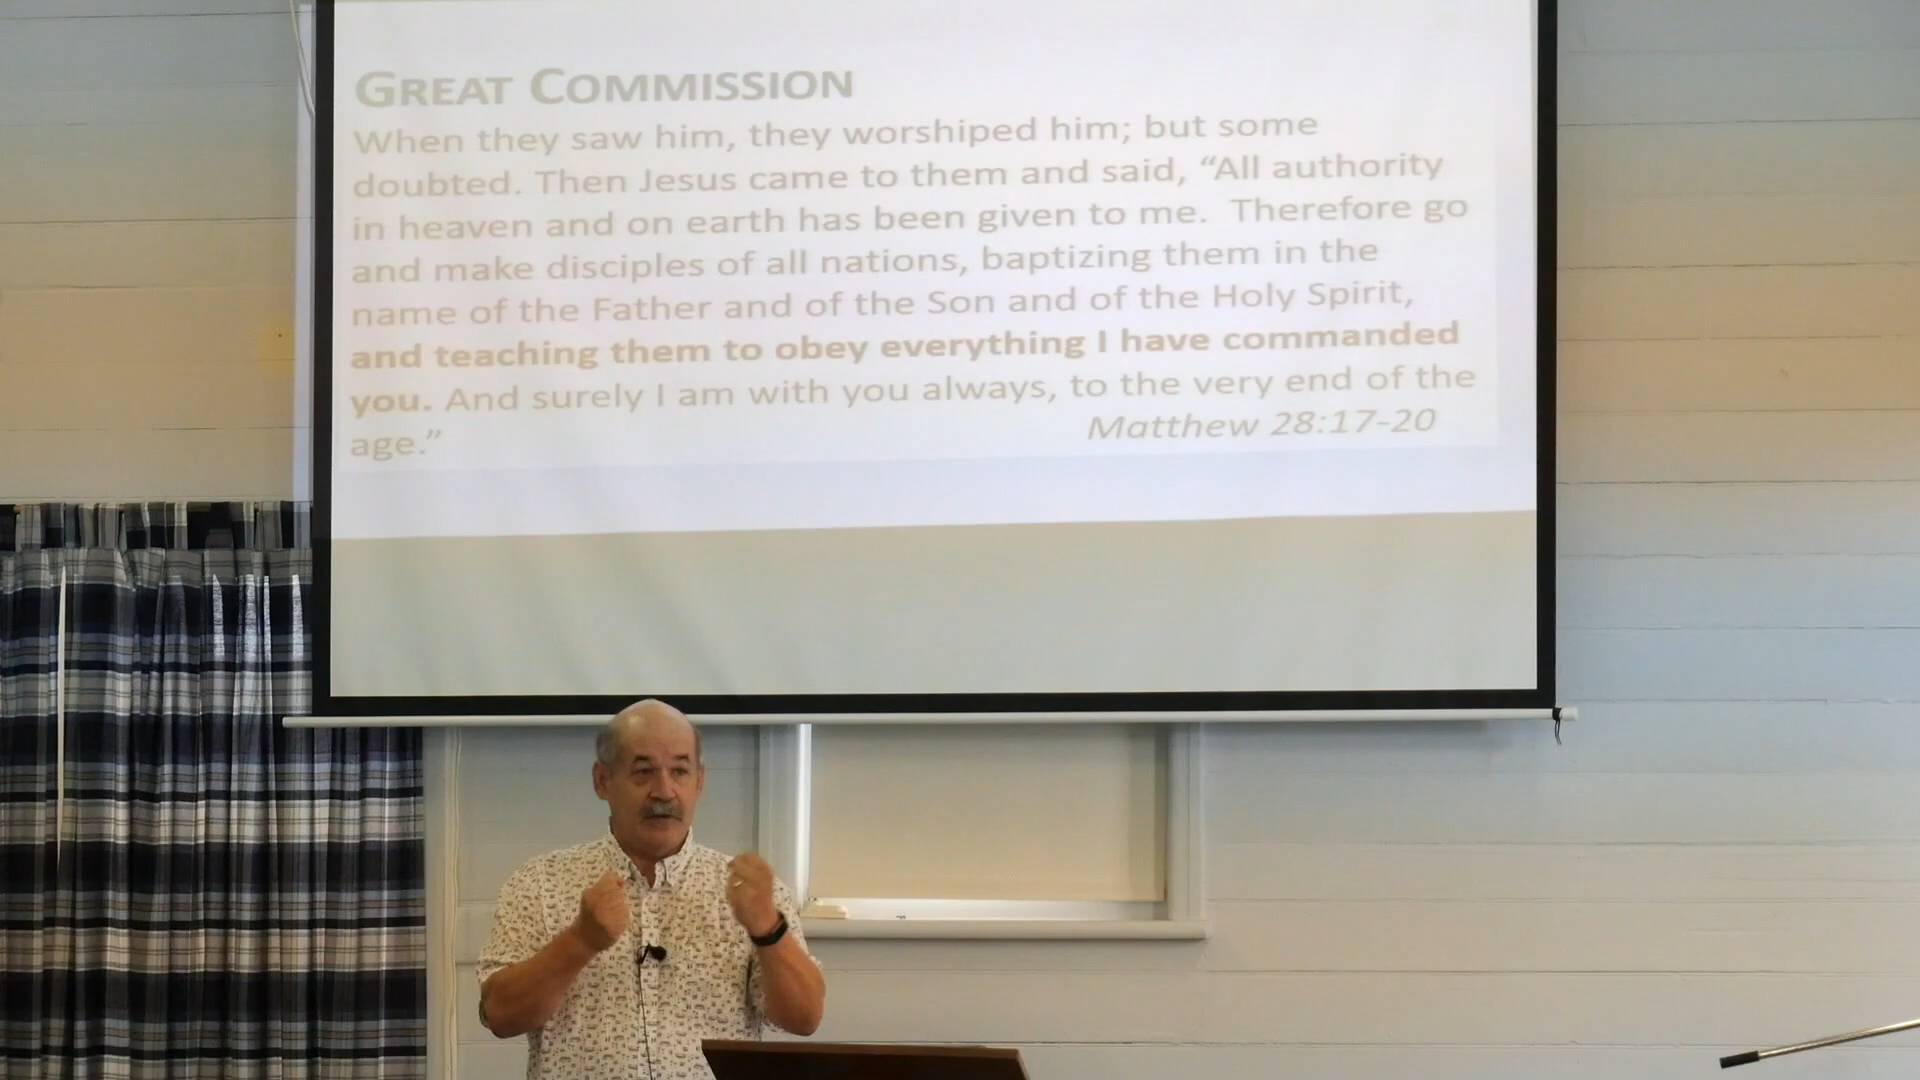 GREAT COMMISSION
When they saw him, they worshiped him; but some
doubted. Then Jesus came to them and said, “All authority
in heaven and on earth has been given to me. Therefore go
and make disciples of all nations, baptizing them in the
name of the Father and of the Son and of the Holy Spirit,
and teaching them to obey everything I have commanded
you. And surely I am with you always, to the very end of the
age.” Matthew 28:17-20